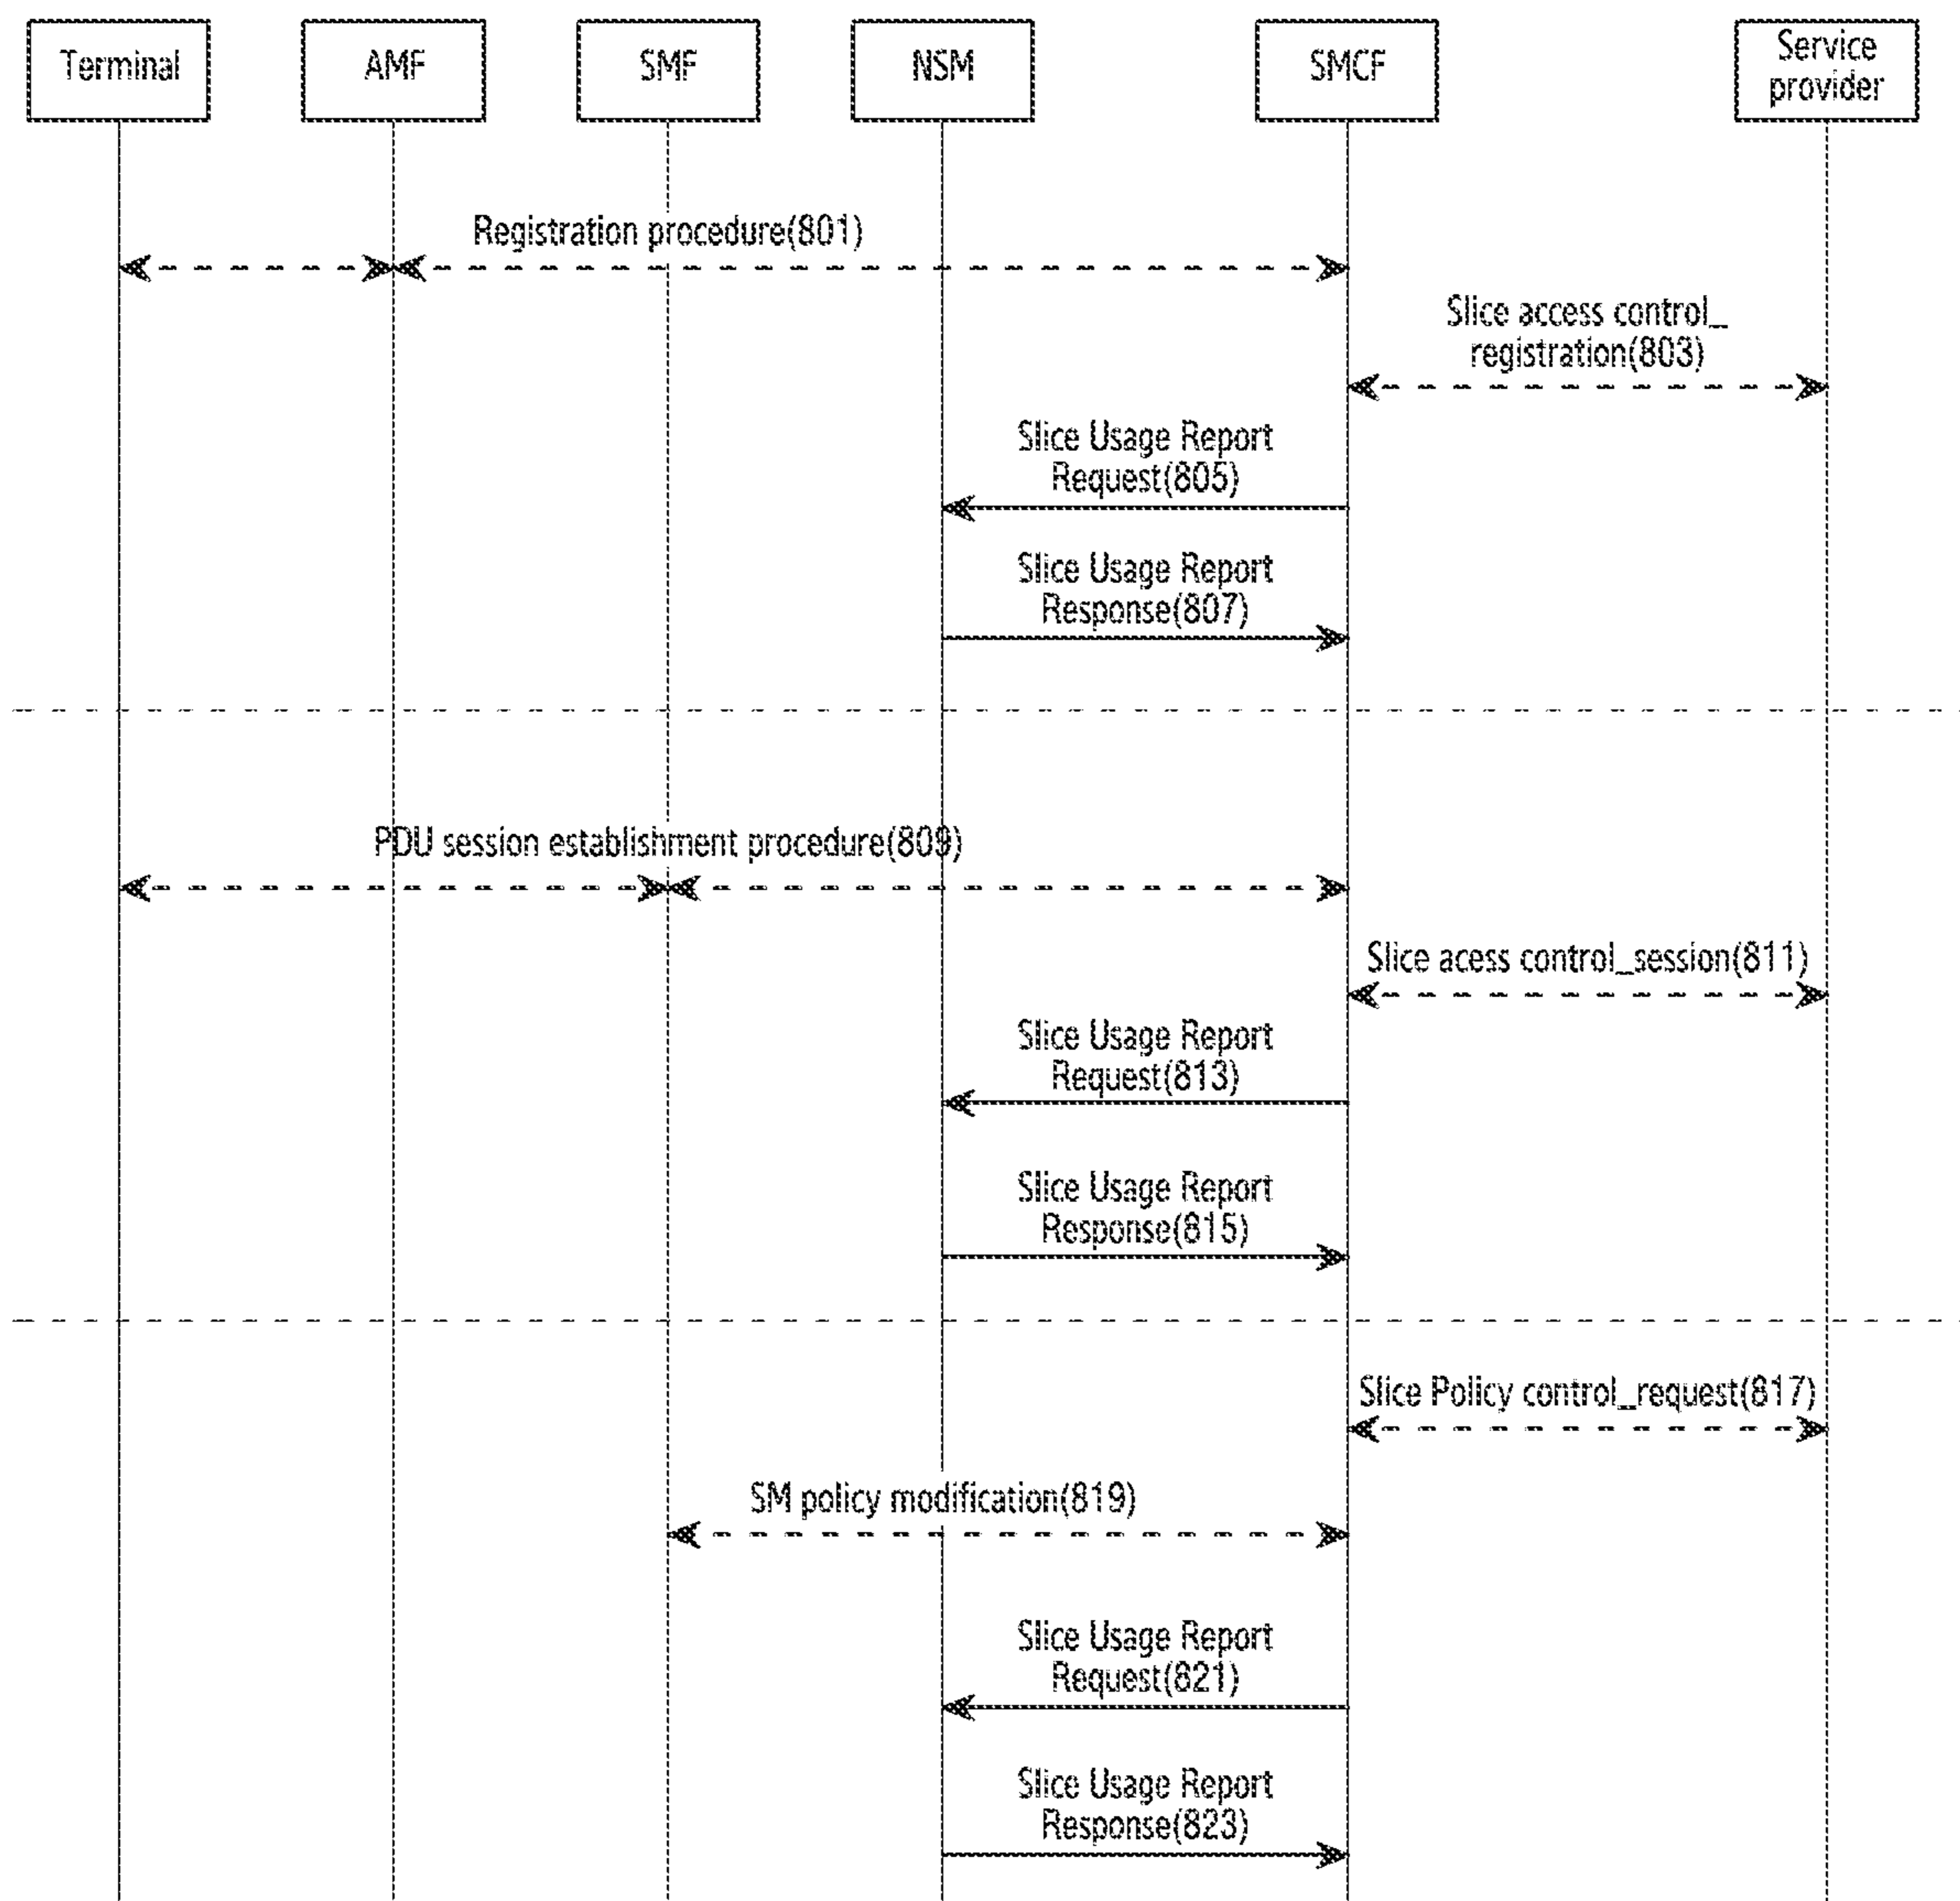 Terminal
AMF
SMF
NSM
SMCF
Service
provider
Registration procedure(801)
Slice access control_
registration(803)
Slice Usage Report
Request(805)
Slice Usage Report
Response(807)
PDU session establishment procedure(809)
Slice acess control_session(811)
Slice Usage Report
Request(813)
Slice Usage Report
Response(815)
Slice Policy control_request(817)
SM policy modification(819)
Slice Usage Report
Request(821)
Slice Usage Report
Response(823)